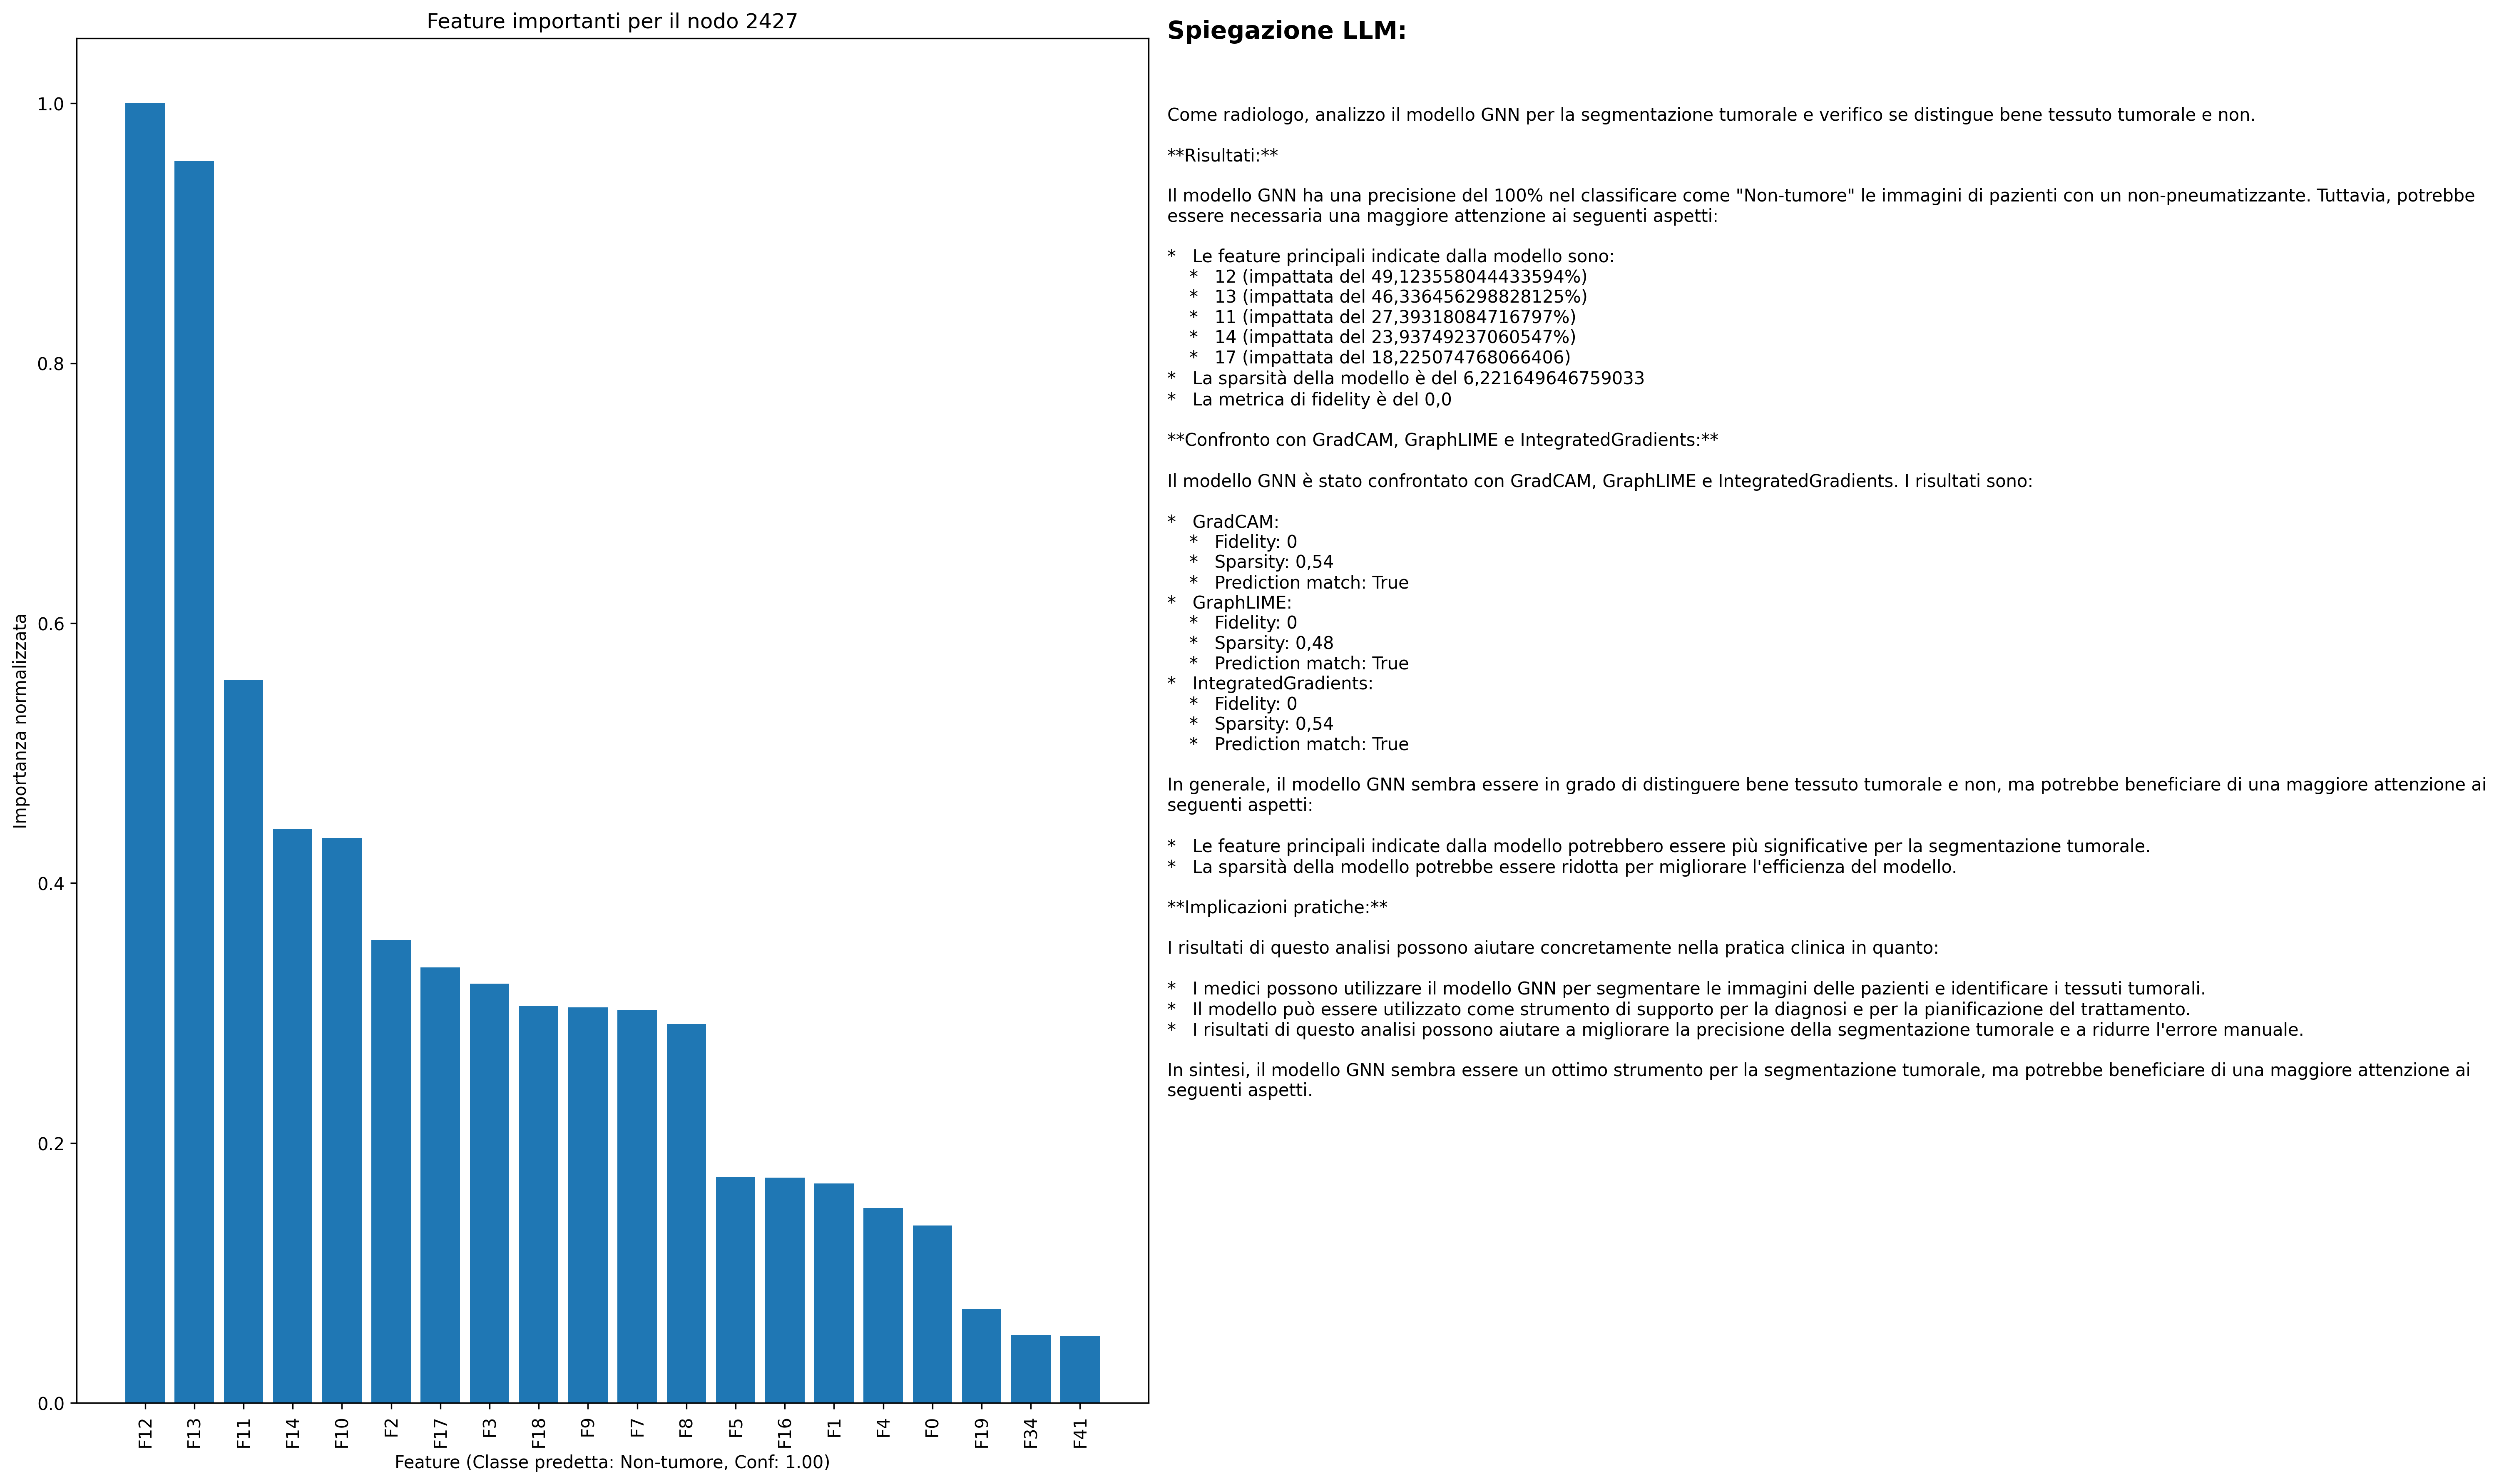 Feature importanti per il nodo 2427
Importanza normalizzata
1.0
0.8
0.6
0.4
0.2
0.0
F12
F13
F11
F14
F10
F2
F17
F3
F18
F9
F7
F8
F5
F16
F1
F4
F0
F19
F34
F41
Feature (Classe predetta: Non-tumore, Conf: 1.00)
Spiegazione LLM:
Come radiologo, analizzo il modello GNN per la segmentazione tumorale e verifico se distingue bene tessuto tumorale e non.
**Risultati:**
Il modello GNN ha una precisione del 100% nel classificare come "Non-tumore" le immagini di pazienti con un non-pneumatizzante. Tuttavia, potrebbe
essere necessaria una maggiore attenzione ai seguenti aspetti:
* Le feature principali indicate dalla modello sono:
* 12 (impattata del 49,123558044433594%)
* 13 (impattata del 46,336456298828125%)
* 11 (impattata del 27,39318084716797%)
* 14 (impattata del 23,93749237060547%)
* 17 (impattata del 18,225074768066406)
* La sparsità della modello è del 6,221649646759033
* La metrica di fidelity è del 0,0
**Confronto con GradCAM, GraphLIME e IntegratedGradients:**
Il modello GNN è stato confrontato con GradCAM, GraphLIME e IntegratedGradients. I risultati sono:
* GradCAM:
* Fidelity: 0
* Sparsity: 0,54
* Prediction match: True
* GraphLIME:
* Fidelity: 0
* Sparsity: 0,48
* Prediction match: True
* IntegratedGradients:
* Fidelity: 0
* Sparsity: 0,54
* Prediction match: True
In generale, il modello GNN sembra essere in grado di distinguere bene tessuto tumorale e non, ma potrebbe beneficiare di una maggiore attenzione ai
seguenti aspetti:
* Le feature principali indicate dalla modello potrebbero essere più significative per la segmentazione tumorale.
* La sparsità della modello potrebbe essere ridotta per migliorare l'efficienza del modello.
**Implicazioni pratiche:**
I risultati di questo analisi possono aiutare concretamente nella pratica clinica in quanto:
* I medici possono utilizzare il modello GNN per segmentare le immagini delle pazienti e identificare i tessuti tumorali.
* Il modello può essere utilizzato come strumento di supporto per la diagnosi e per la pianificazione del trattamento.
* I risultati di questo analisi possono aiutare a migliorare la precisione della segmentazione tumorale e a ridurre l'errore manuale.
In sintesi, il modello GNN sembra essere un ottimo strumento per la segmentazione tumorale, ma potrebbe beneficiare di una maggiore attenzione ai
seguenti aspetti.